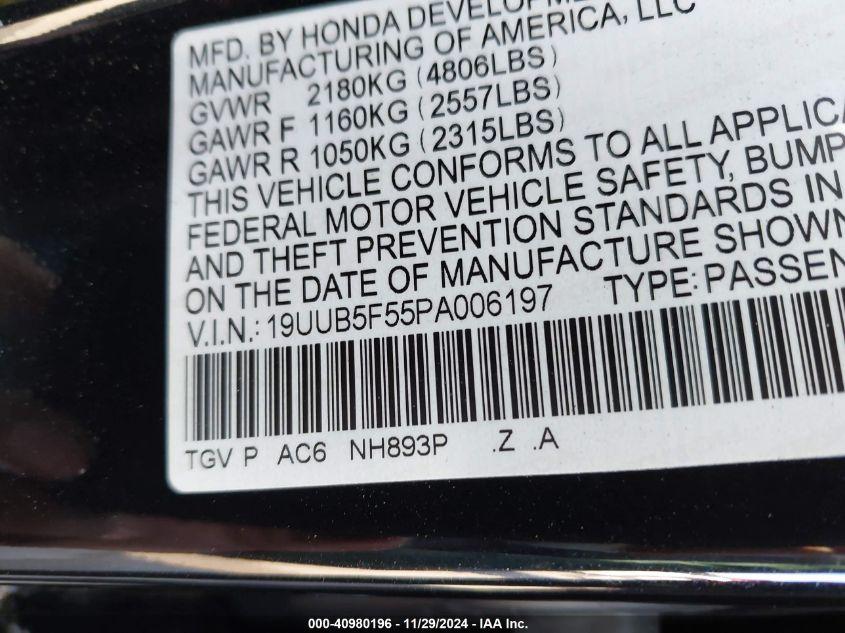 MFD. BY HONDA DEVELOPME
MANUFACTURING OF AMERICA, LLC
GVWR 2180KG (4806LBS)
GAWR F 1160KG (2557LBS)
GAWR R 1050KG (2315LBS)
THIS VEHICLE CONFORMS TO ALL APPLICA
FEDERAL MOTOR VEHICLE SAFETY, BUMP
AND THEFT PREVENTION STANDARDS IN
ON THE DATE OF MANUFACTURE SHOWN
V.I.N.: 19UUB5F55PA006197 TYPE: PASSEN
TGV P AC6 NH893P .Z .A
000-40980196 - 11/29/2024 - IAA Inc.